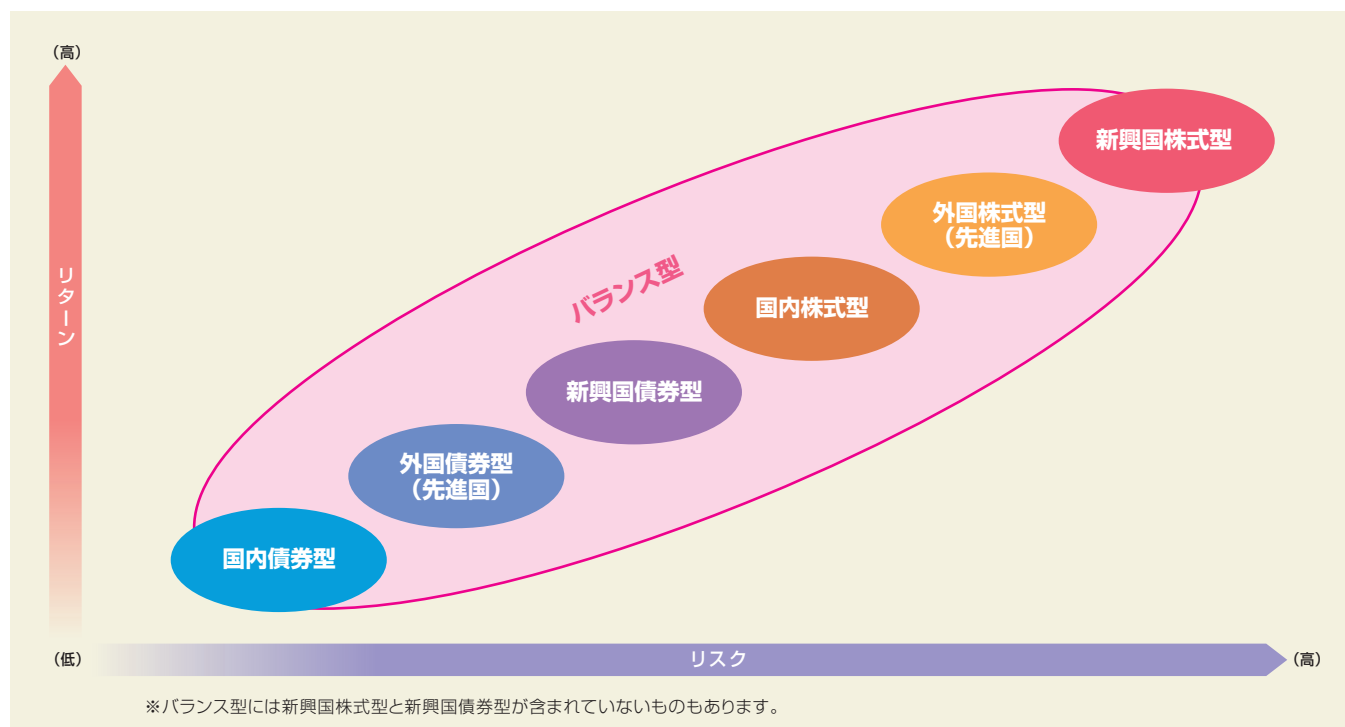 （高）
新興国株式型
外国株式型
（先進国）
バランス型
国内株式型
リターン
新興国債券型
外国債券型
（先進国）
国内債券型
（低）
リスク
（高）
※バランス型には新興国株式型と新興国債券型が含まれていないものもあります。